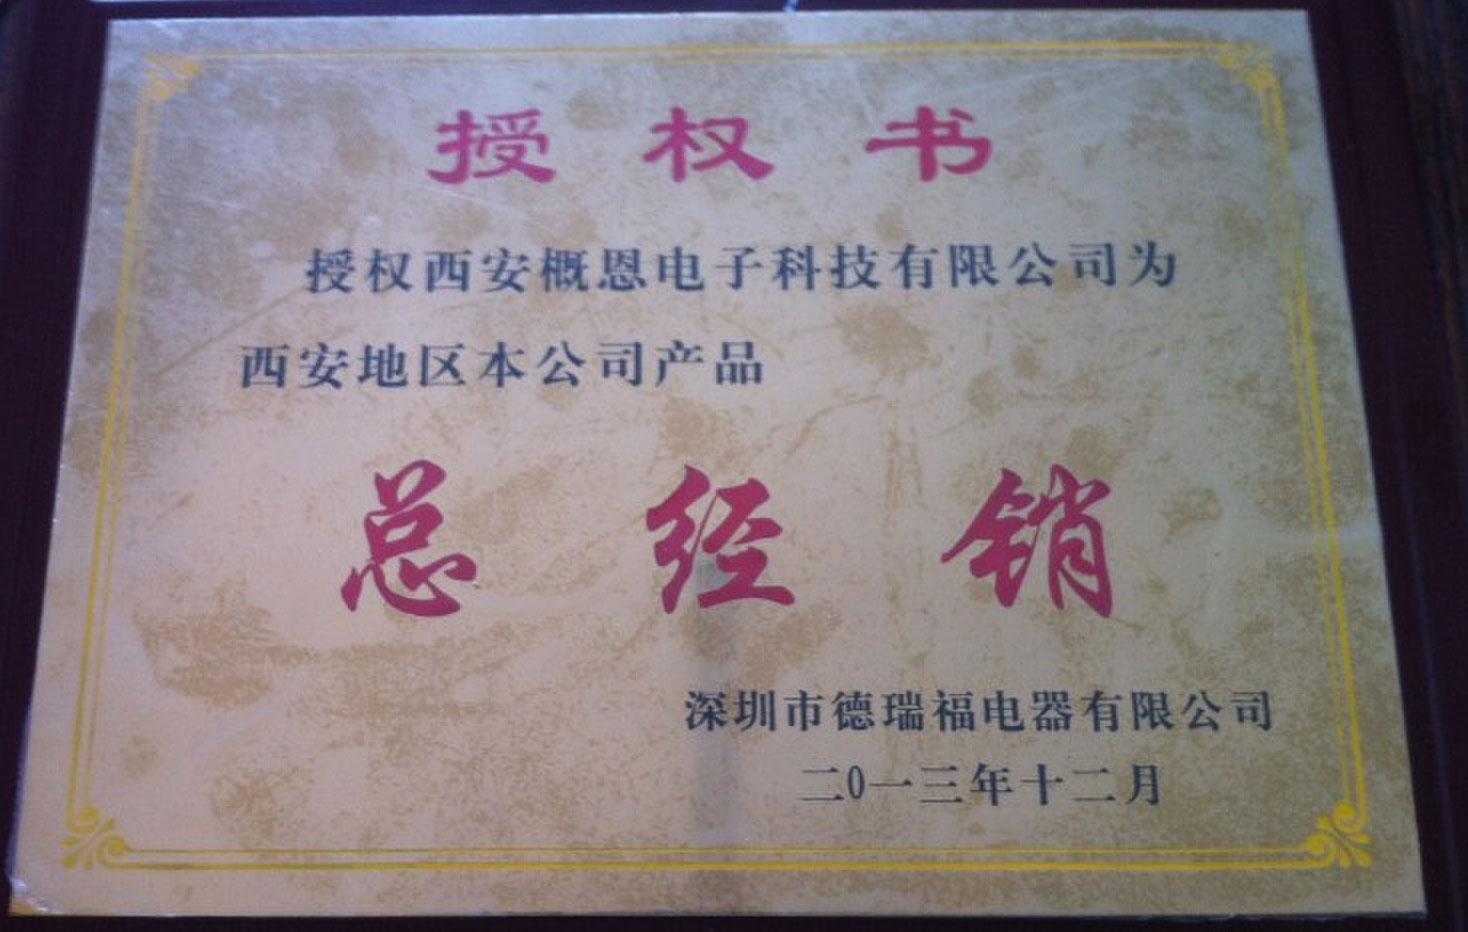 授权书
授权西安概恩电子科技有限公司为
西安地区本公司产品
总经销
深圳市德瑞福电器有限公司
二0一三年十二月